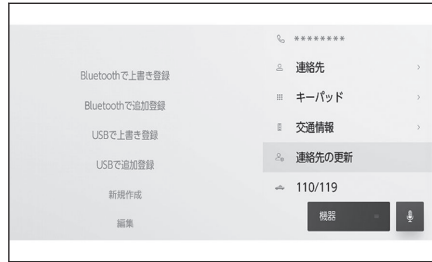 Bluetoothで上書き登録
Bluetoothで追加登録
USBで上書き登録
USBで追加登録
新規作成
編集
********
連絡先
キーパッド
交通情報
連絡先の更新
110/119
機器